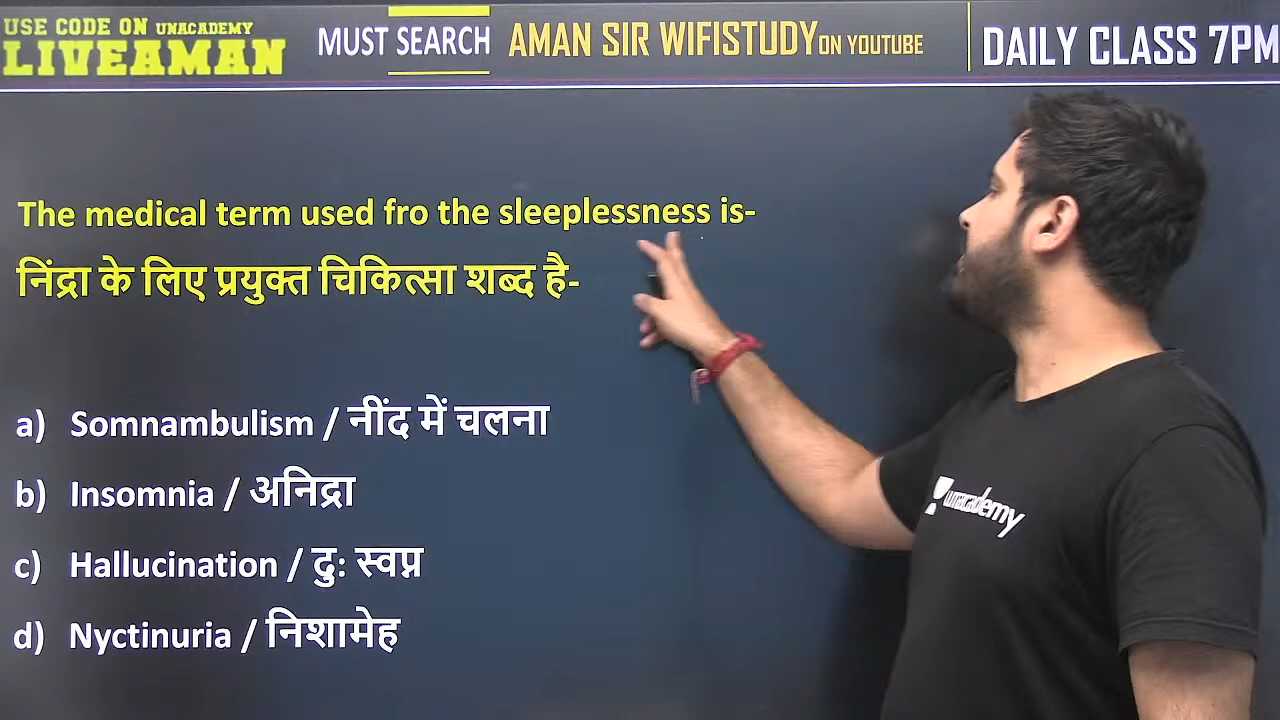 USE CODE ON UNACADEMY
LIVEAMAN
MUST SEARCH
AMAN SIR WIFISTUDY ON YOUTUBE
DAILY CLASS 7PM
The medical term used fro the sleeplessness is-
निंद्रा के लिए प्रयुक्त चिकित्सा शब्द है-
a) Somnambulism / नींद में चलना
b) Insomnia / अनिद्रा
c) Hallucination / दुः स्वप्न
d) Nyctinuria / निशामेह
unacademy